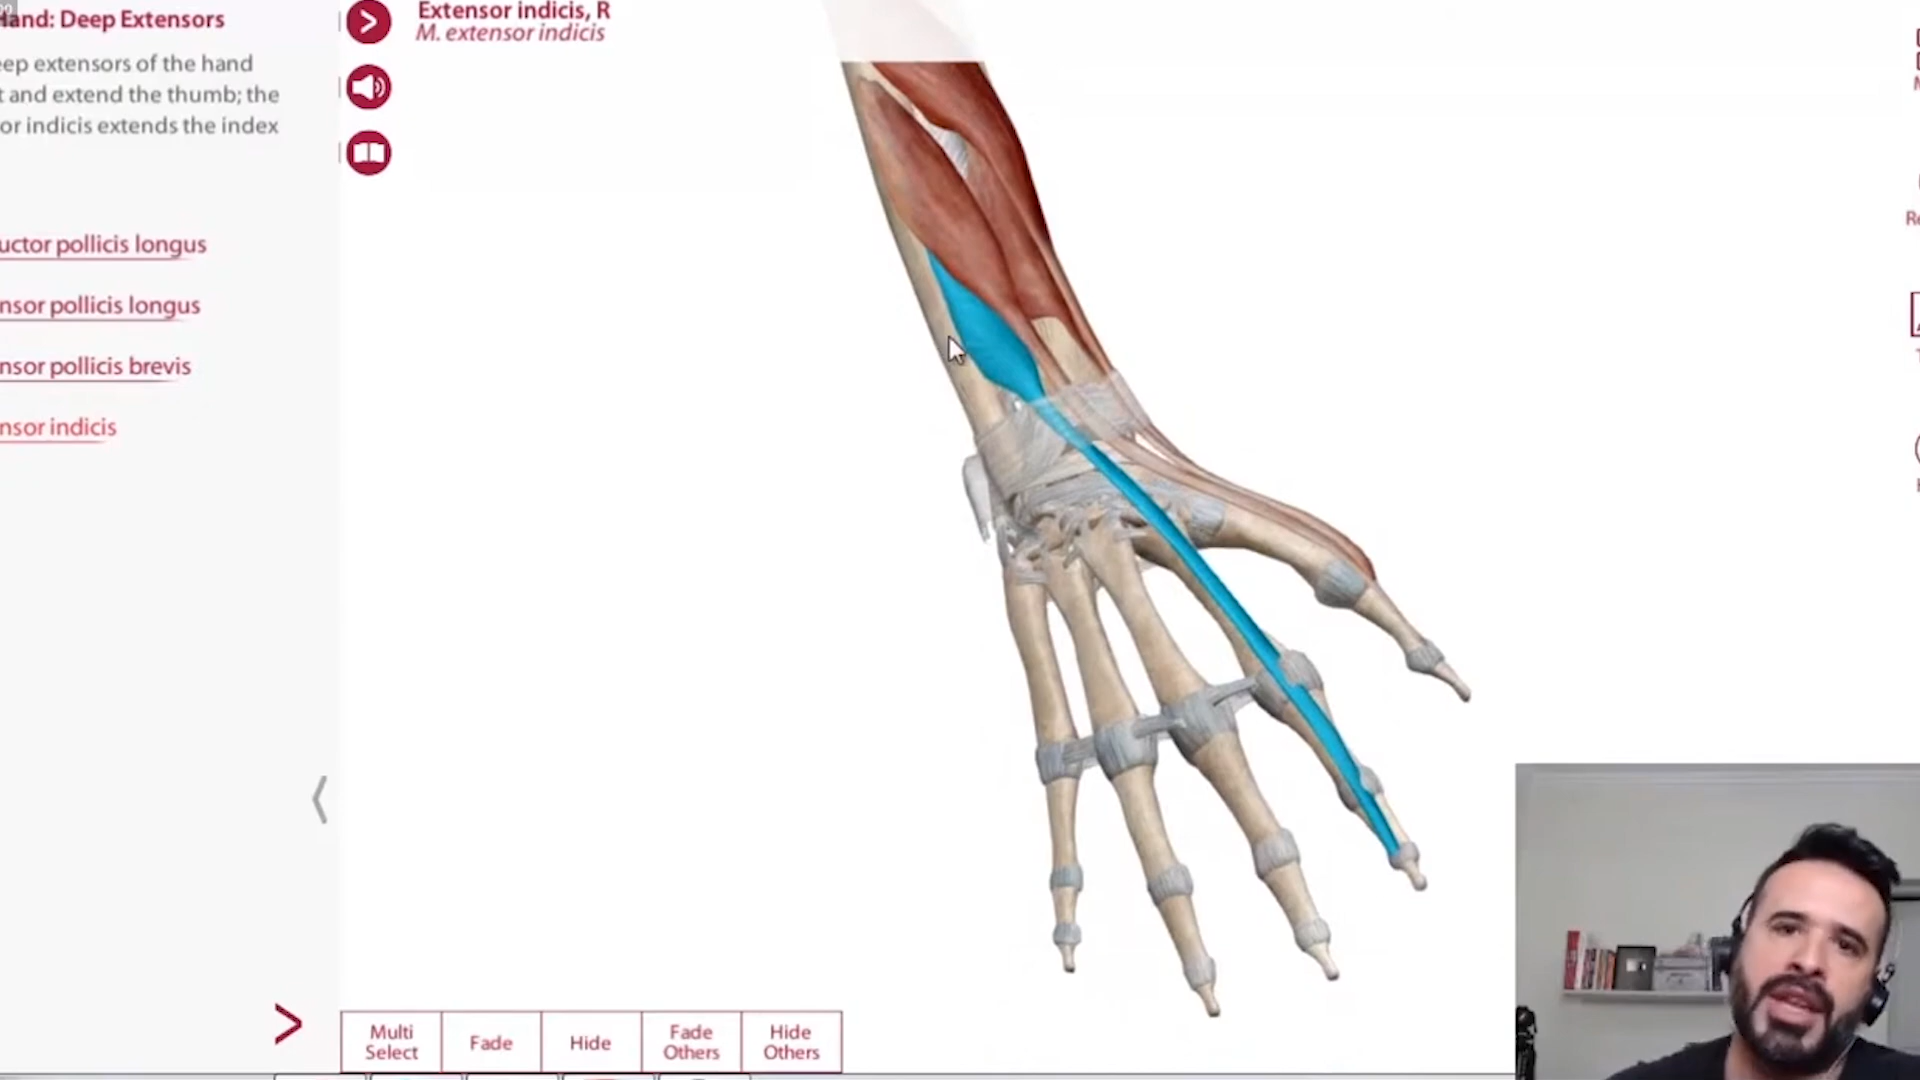 Hand: Deep Extensors
eep extensors of the hand
t and extend the thumb; the
or indicis extends the index
uctor pollicis longus
nsor pollicis longus
nsor pollicis brevis
nsor indicis
Extensor indicis, R
M. extensor indicis
Multi
Select
Fade
Hide
Fade
Others
Hide
Others
Re